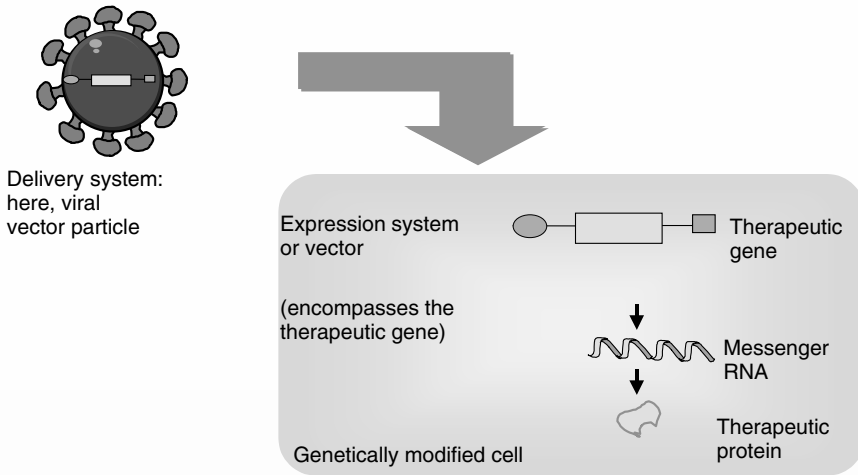 Delivery system:
here, viral
vector particle
Expression system
or vector
Therapeutic
gene
(encompasses the
therapeutic gene)
Messenger
RNA
Therapeutic
protein
Genetically modified cell